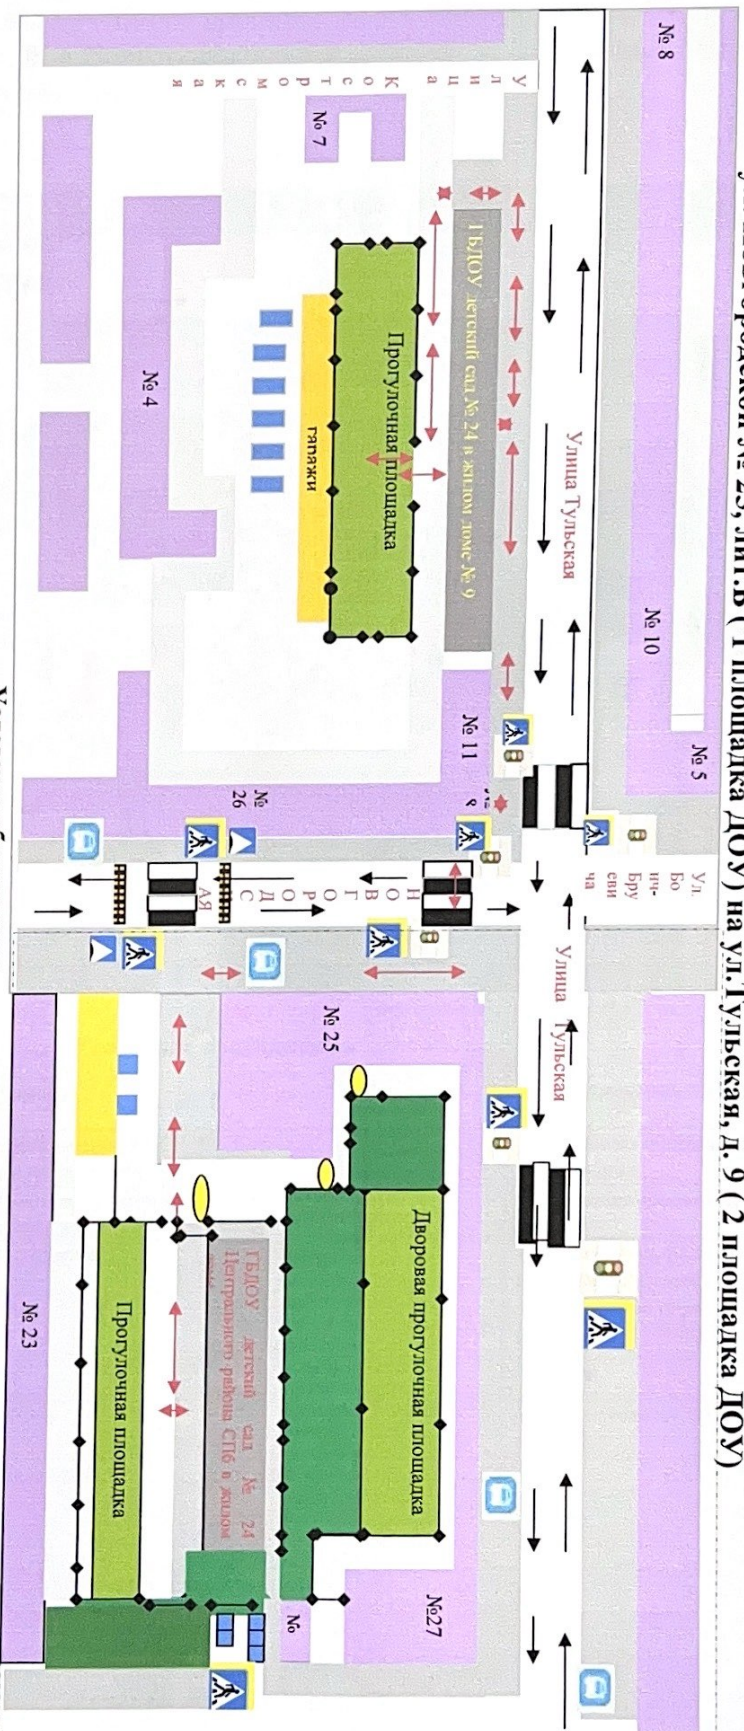 № 25, лит.В ( 1 площадка ДОУ) на ул.Тульская, д. 9 ( 2 площадка ДОУ)
№ 8
№ 10
№ 5
Улица Костромская
№ 7
Улица Тульская
ГБДОУ детский сад № 24 в жилом доме № 9
Прогулочная площадка
гаражи
№ 4
№ 11
№
26
Ул.
Бо
нч-
Бру
еви
ча
Н
О
В
Г
О
Р
О
Д
С
АЯ
Улица Тульская
№ 25
Дворовая прогулочная площадка
№27
ГБДОУ детский сад № 24
Центрального района СПб в жилом
№
Прогулочная площадка
№ 23